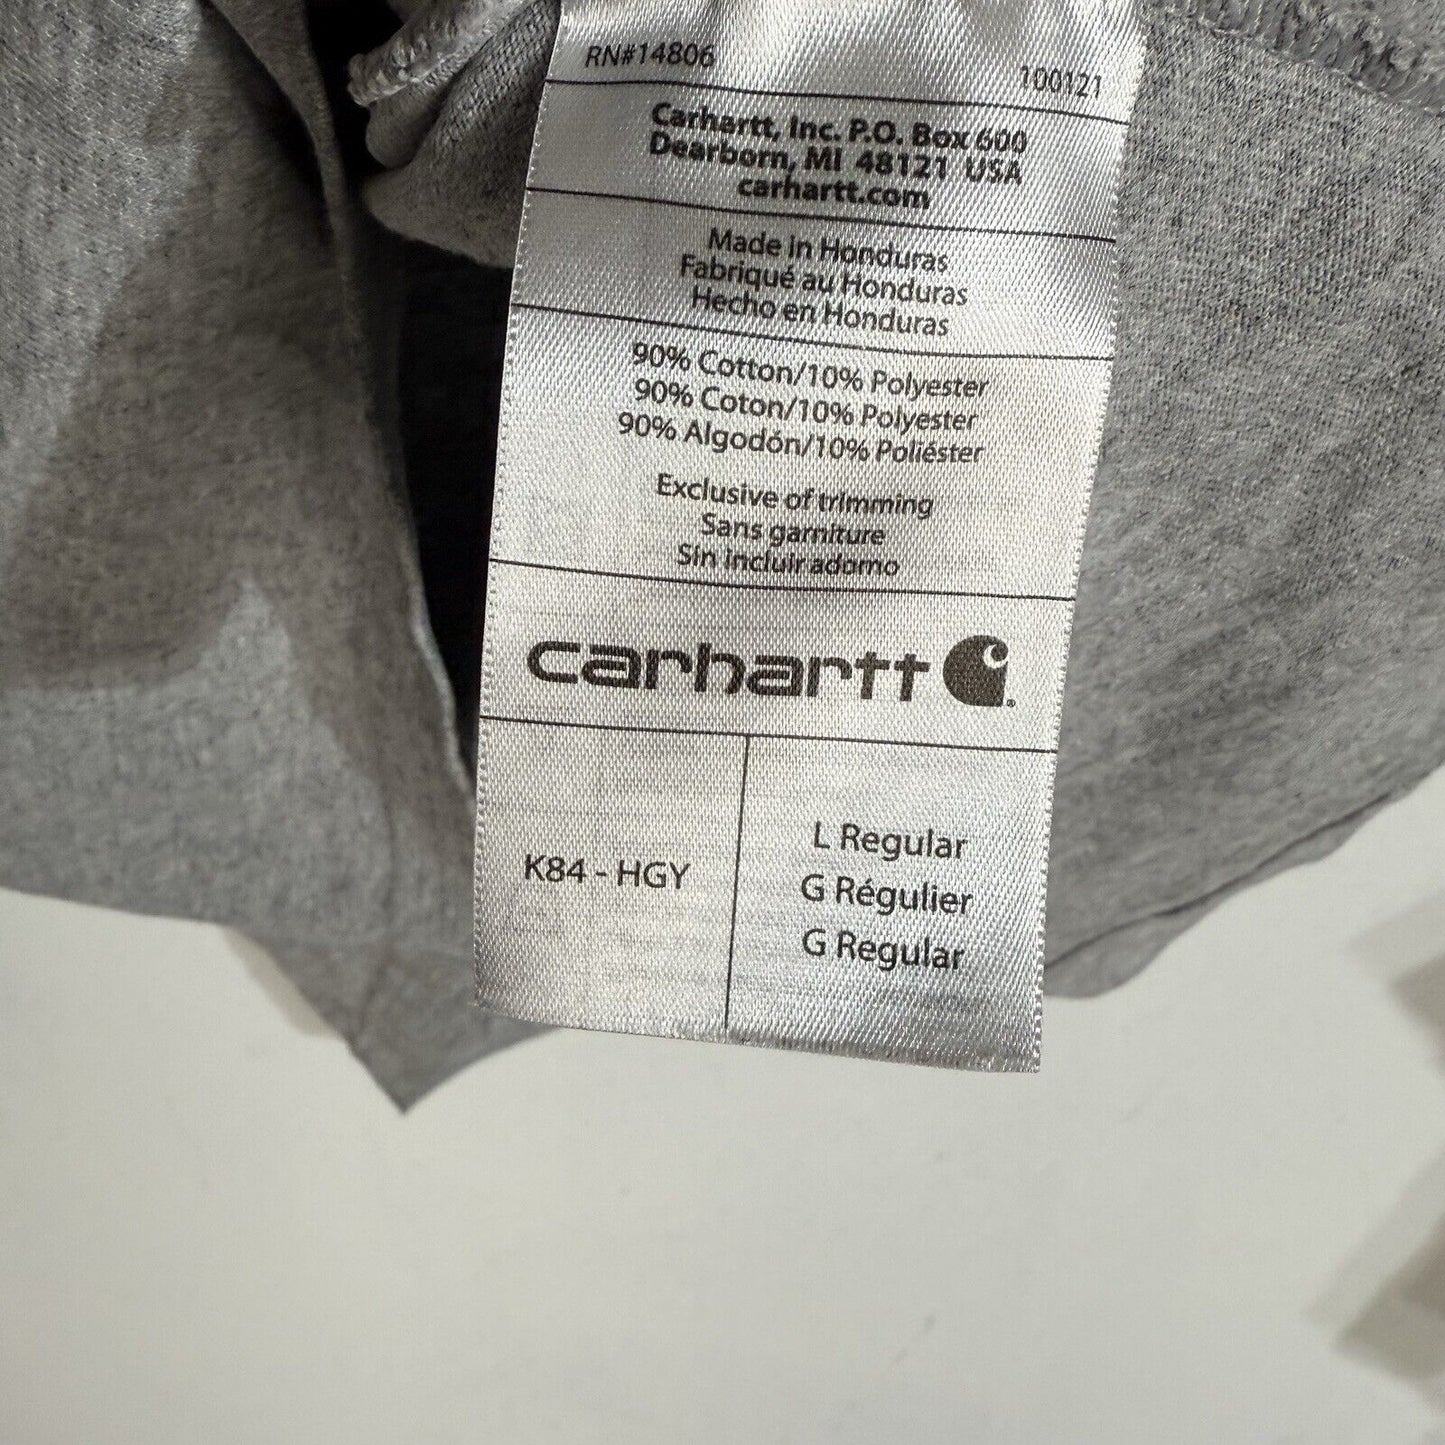 RN#14806
100121
Carhartt, Inc. P.O. Box 600
Dearborn, MI 48121 USA
carhartt.com
Made in Honduras
Fabriqué au Honduras
Hecho en Honduras
90% Cotton/10% Polyester
90% Coton/10% Polyester
90% Algodón/10% Poliéster
Exclusive of trimming
Sans garniture
Sin incluir adorno
carhartt
K84 - HGY
L Regular
G Régulier
G Regular